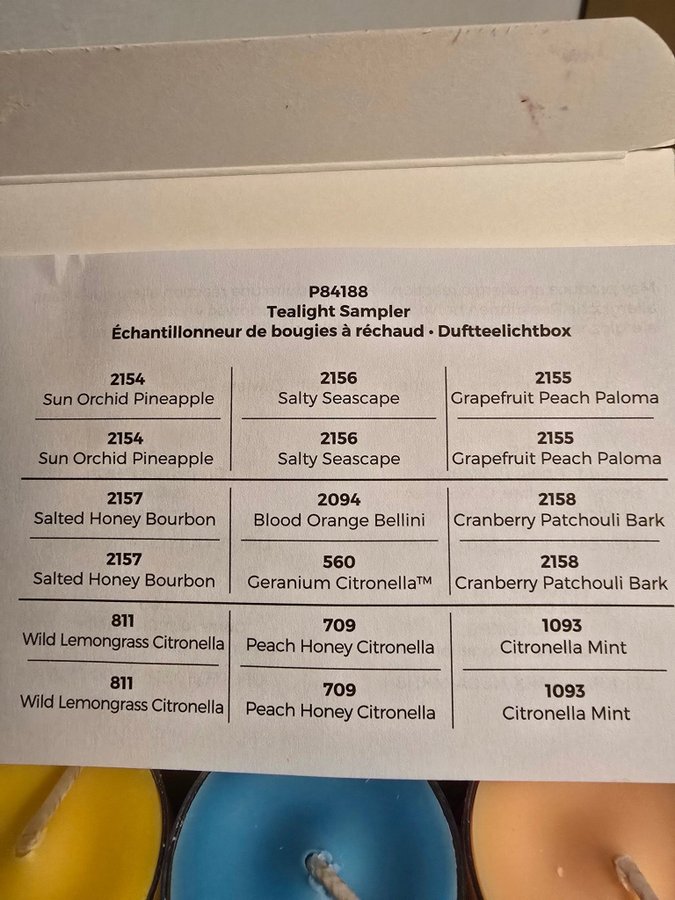 P84188
Tealight Sampler
Échantillonneur de bougies à réchaud • Duftteelichtbox
2154 2156 2155
Sun Orchid Pineapple Salty Seascape Grapefruit Peach Paloma
2154 2156 2155
Sun Orchid Pineapple Salty Seascape Grapefruit Peach Paloma
2157 2094 2158
Salted Honey Bourbon Blood Orange Bellini Cranberry Patchouli Bark
2157 560 2158
Salted Honey Bourbon Geranium Citronella™ Cranberry Patchouli Bark
811 709 1093
Wild Lemongrass Citronella Peach Honey Citronella Citronella Mint
811 709 1093
Wild Lemongrass Citronella Peach Honey Citronella Citronella Mint